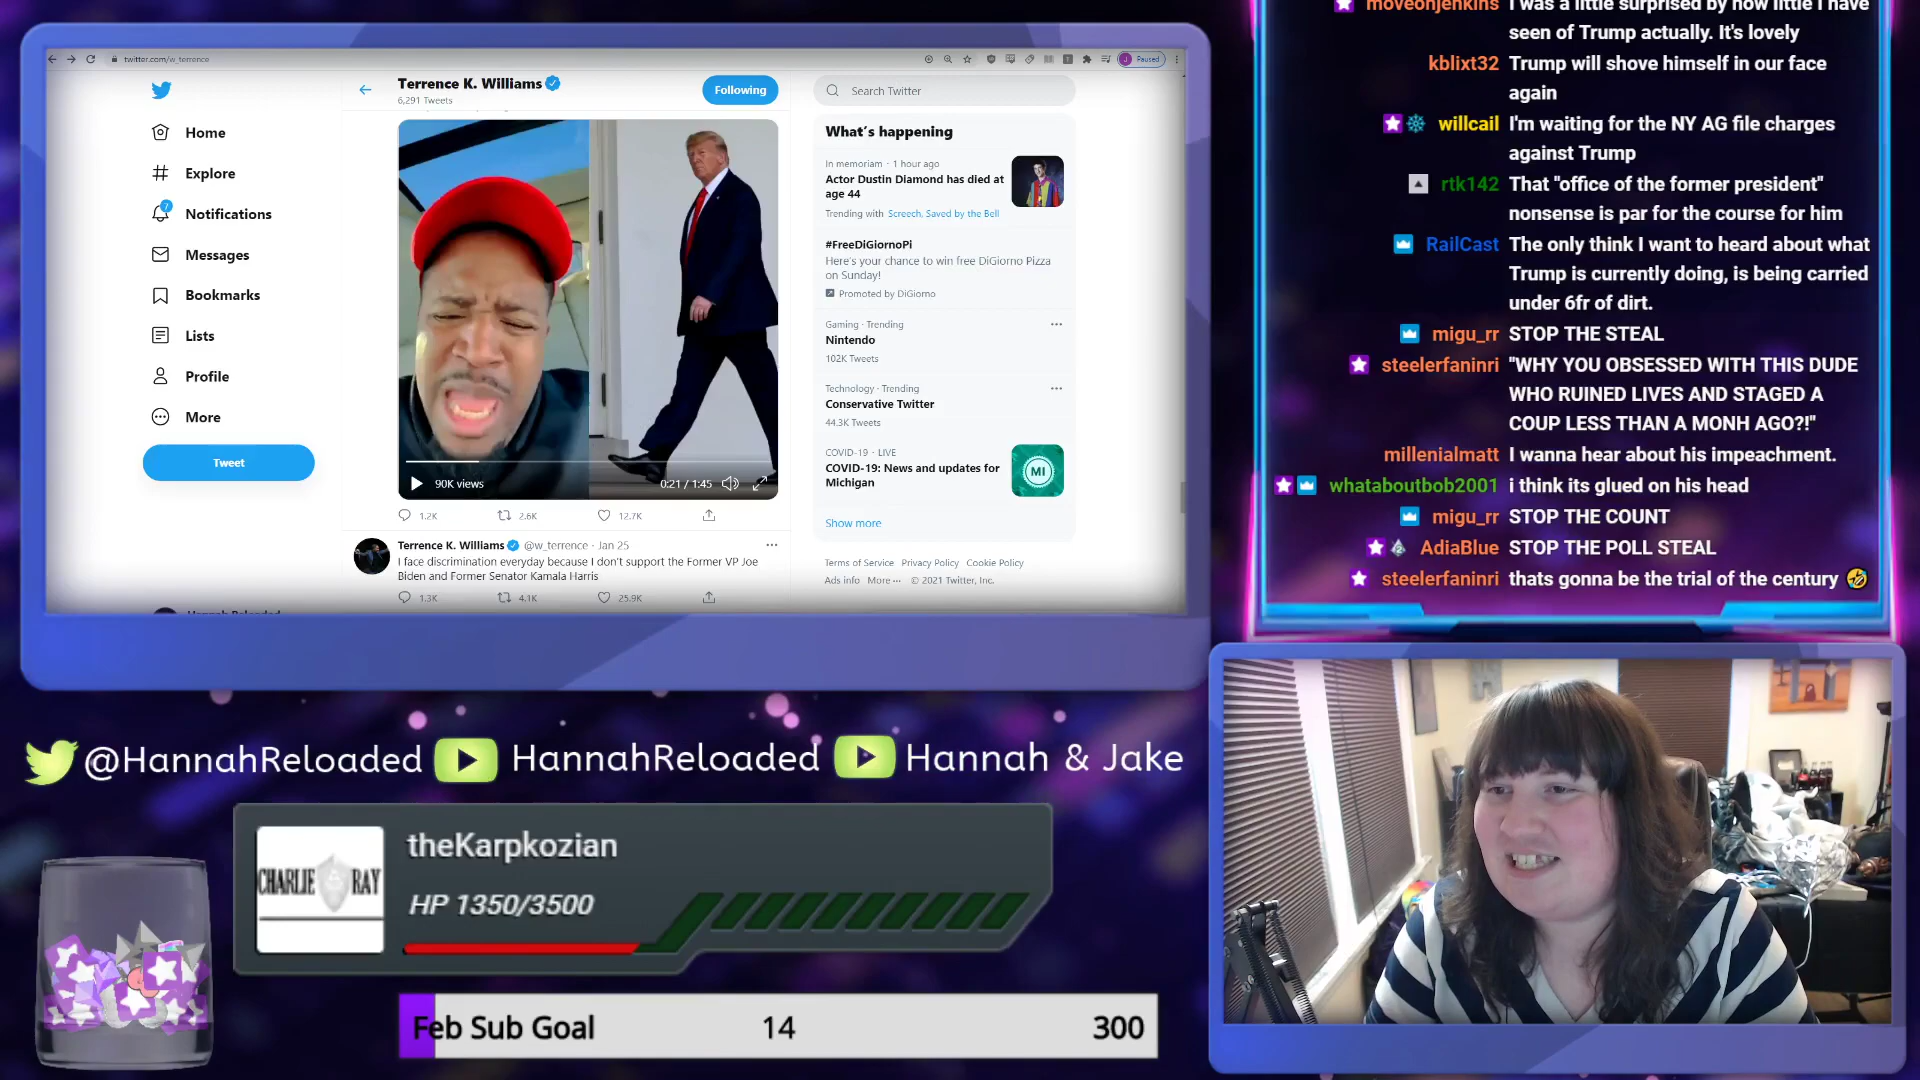 twitter.com/w_terrence
Paused
Terrence K. Williams
6,291 Tweets
Following
Search Twitter
Home
Explore
7
Notifications
Messages
Bookmarks
Lists
Profile
More
Tweet
90K views
0:21 / 1:45
1.2K
2.6K
12.7K
Terrence K. Williams @w_terrence · Jan 25
I face discrimination everyday because I don't support the Former VP Joe
Biden and Former Senator Kamala Harris
1.3K
4.1K
25.9K
What's happening
In memoriam · 1 hour ago
Actor Dustin Diamond has died at
age 44
Trending with Screech, Saved by the Bell
#FreeDiGiornoPi
Here's your chance to win free DiGiorno Pizza
on Sunday!
Promoted by DiGiorno
Gaming · Trending
Nintendo
102K Tweets
Technology · Trending
Conservative Twitter
44.3K Tweets
COVID-19 · LIVE
COVID-19: News and updates for
Michigan
MI
Show more
Terms of Service Privacy Policy Cookie Policy
Ads info More ··· © 2021 Twitter, Inc.
moveonjenkins I was a little surprised by how little I have
seen of Trump actually. It's lovely
kblixt32 Trump will shove himself in our face
again
willcail I'm waiting for the NY AG file charges
against Trump
rtk142 That "office of the former president"
nonsense is par for the course for him
RailCast The only think I want to heard about what
Trump is currently doing, is being carried
under 6fr of dirt.
migu_rr STOP THE STEAL
steelerfaninri "WHY YOU OBSESSED WITH THIS DUDE
WHO RUINED LIVES AND STAGED A
COUP LESS THAN A MONH AGO?!"
millenialmatt I wanna hear about his impeachment.
whataboutbob2001 i think its glued on his head
migu_rr STOP THE COUNT
AdiaBlue STOP THE POLL STEAL
steelerfaninri thats gonna be the trial of the century 🤣
@HannahReloaded HannahReloaded Hannah & Jake
CHARLIE RAY
theKarpkozian
HP 1350/3500
Feb Sub Goal 14 300